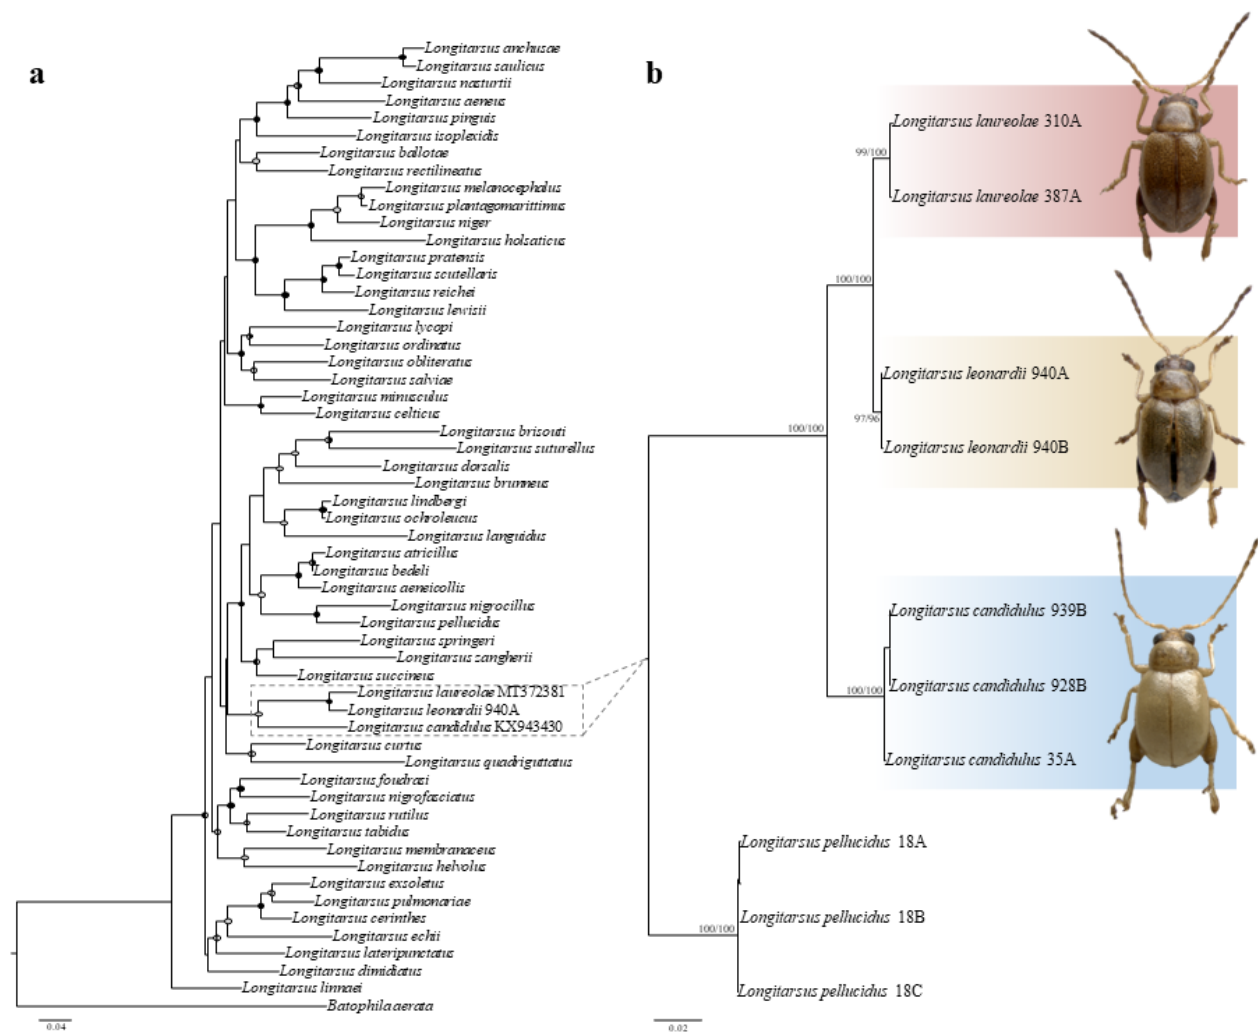 a
Longitarsus anchusae
Longitarsus saulicus
Longitarsus nasturtii
Longitarsus aeneus
Longitarsus pinguis
Longitarsus isoplexidis
Longitarsus ballotae
Longitarsus rectilineatus
Longitarsus melanocephalus
Longitarsus plantagomarittimus
Longitarsus niger
Longitarsus holsaticus
Longitarsus pratensis
Longitarsus scutellaris
Longitarsus reichei
Longitarsus lewisii
Longitarsus lycopi
Longitarsus ordinatus
Longitarsus obliteratus
Longitarsus salviae
Longitarsus minusculus
Longitarsus celticus
Longitarsus brisouti
Longitarsus suturellus
Longitarsus dorsalis
Longitarsus brunneus
Longitarsus lindbergi
Longitarsus ochroleucus
Longitarsus languidus
Longitarsus atricillus
Longitarsus bedeli
Longitarsus aeneicollis
Longitarsus nigrocillus
Longitarsus pellucidus
Longitarsus springeri
Longitarsus zangherii
Longitarsus succineus
Longitarsus laureolae MT372381
Longitarsus leonardii 940A
Longitarsus candidulus KX943430
Longitarsus curtus
Longitarsus quadriguttatus
Longitarsus foudrasi
Longitarsus nigrofasciatus
Longitarsus rutilus
Longitarsus tabidus
Longitarsus membranaceus
Longitarsus helvolus
Longitarsus exsoletus
Longitarsus pulmonariae
Longitarsus cerinthes
Longitarsus echii
Longitarsus lateripunctatus
Longitarsus dimidiatus
Longitarsus linnaei
Batophila aerata
0.04
b
Longitarsus laureolae 310A
99/100
Longitarsus laureolae 387A
100/100
Longitarsus leonardii 940A
97/96
100/100
Longitarsus leonardii 940B
Longitarsus candidulus 939B
Longitarsus candidulus 928B
100/100
Longitarsus candidulus 35A
Longitarsus pellucidus 18A
Longitarsus pellucidus 18B
100/100
Longitarsus pellucidus 18C
0.02